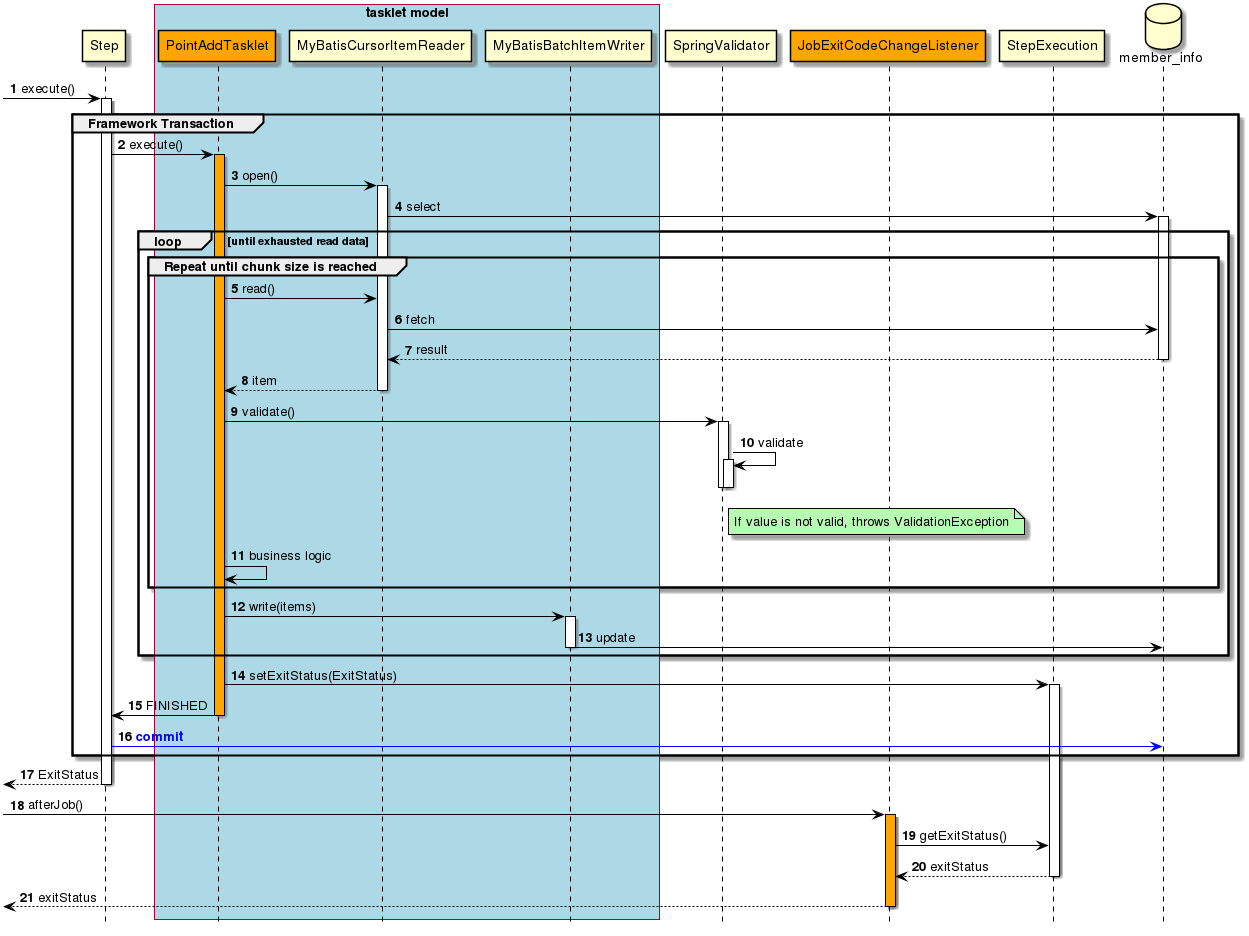 tasklet model
Step
PointAddTasklet
MyBatisCursorItemReader
MyBatisBatchItemWriter
SpringValidator
JobExitCodeChangeListener
StepExecution
member_info
1 execute()
Framework Transaction
2 execute()
3 open()
4 select
loop [until exhausted read data]
Repeat until chunk size is reached
5 read()
6 fetch
7 result
8 item
9 validate()
10 validate
If value is not valid, throws ValidationException
11 business logic
12 write(items)
13 update
14 setExitStatus(ExitStatus)
15 FINISHED
16 commit
17 ExitStatus
18 afterJob()
19 getExitStatus()
20 exitStatus
21 exitStatus